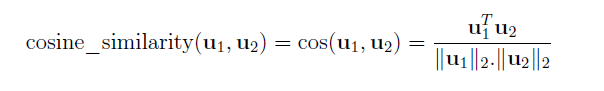 cosine_similarity(u₁, u₂) = cos(u₁, u₂) = u₁ᵀu₂ / ‖u₁‖₂.‖u₂‖₂